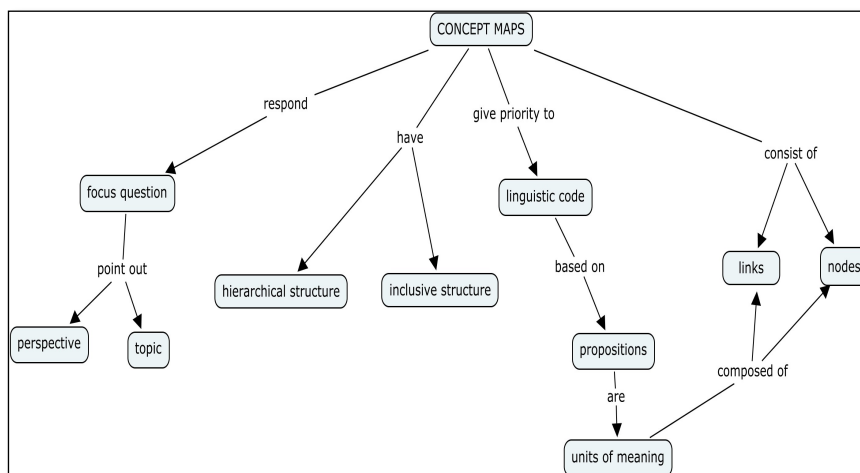 CONCEPT MAPS
respond
have
give priority to
consist of
focus question
linguistic code
point out
based on
links
nodes
hierarchical structure
inclusive structure
perspective
topic
propositions
composed of
are
units of meaning